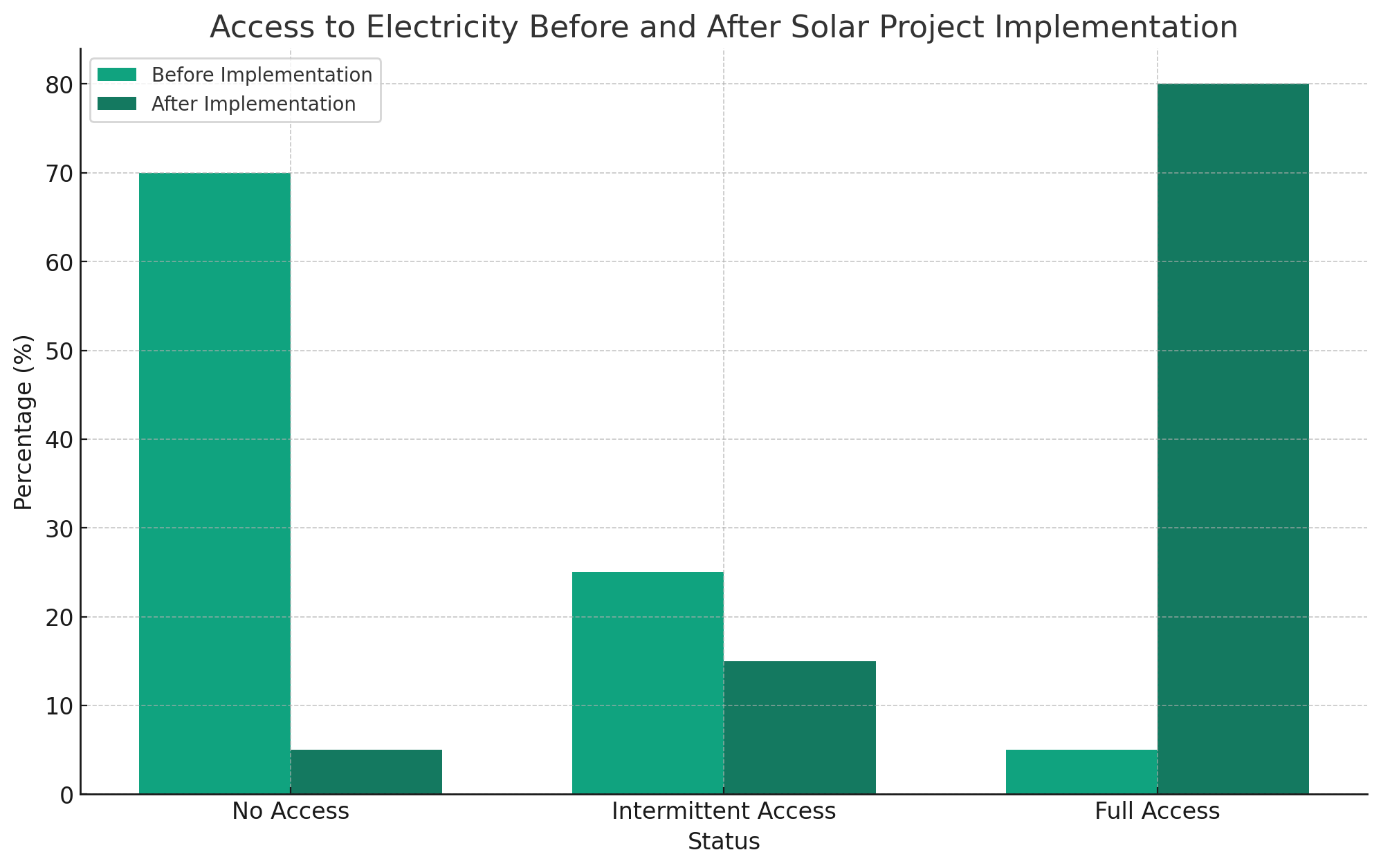 Access to Electricity Before and After Solar Project Implementation
Before Implementation
After Implementation
80
70
60
50
40
30
20
10
0
Percentage (%)
No Access
Intermittent Access
Full Access
Status